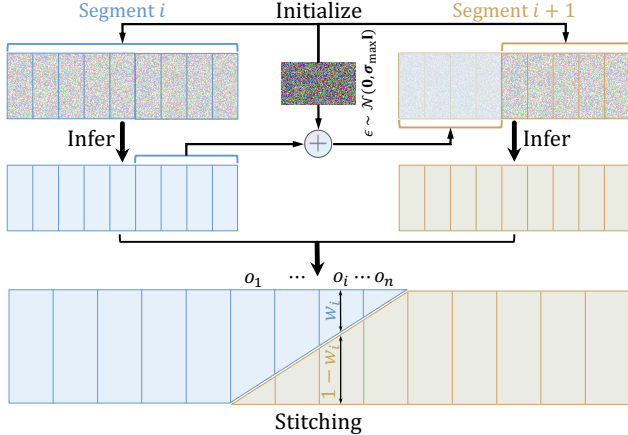 Segment i
Initialize
Segment i + 1
ϵ ~ 𝒩(𝟎, σ_max 𝐈)
Infer
+
Infer
o_1 ⋯ o_i ⋯ o_n
w_i
1 − w_i
Stitching